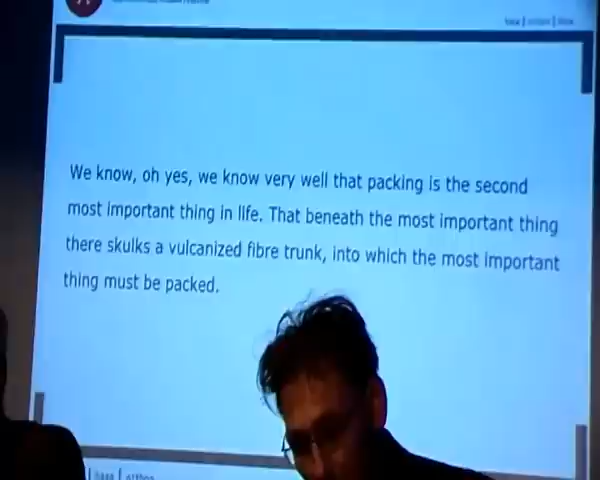 We know, oh yes, we know very well that packing is the second
most important thing in life. That beneath the most important thing
there skulks a vulcanized fibre trunk, into which the most important
thing must be packed.